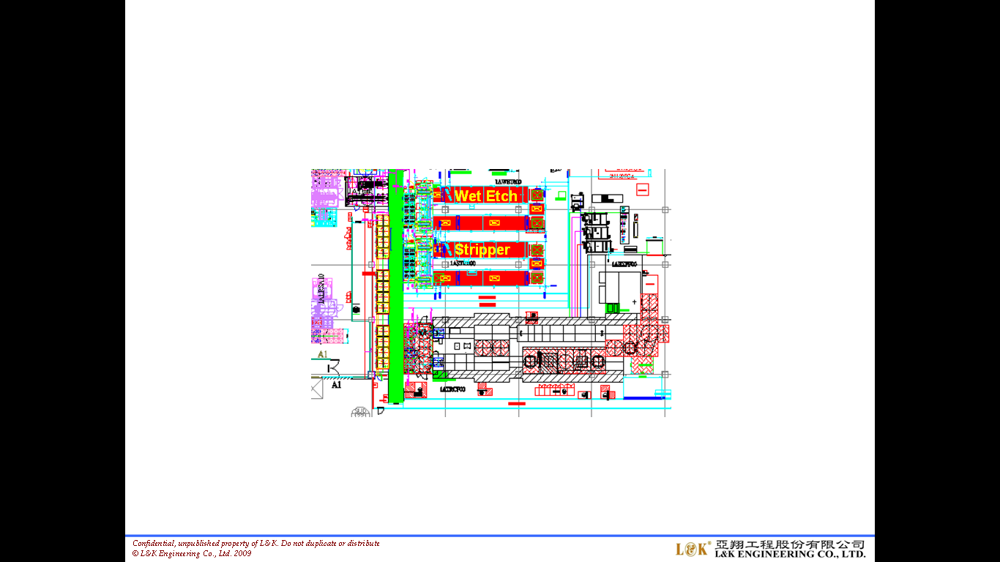 Wet Etch
Stripper
A1
A1
Confidential, unpublished property of L&K. Do not duplicate or distribute
© L&K Engineering Co., Ltd. 2009
L&K®
亞翔工程股份有限公司
L&K ENGINEERING CO., LTD.